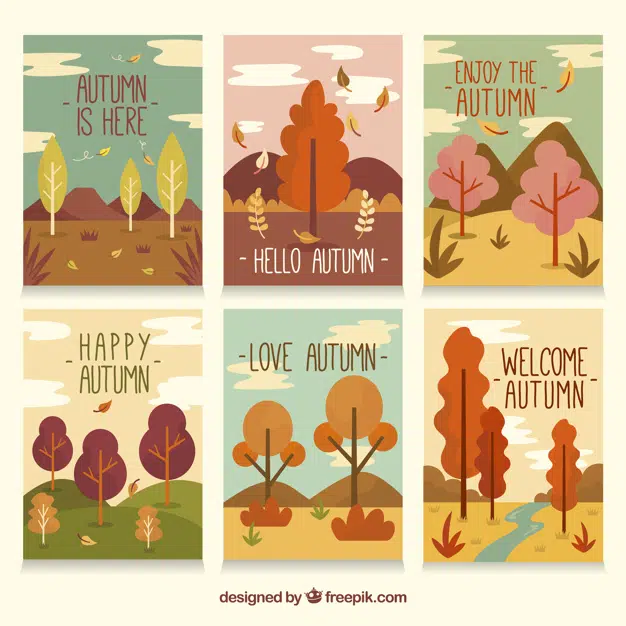 AUTUMN
- IS HERE -
HELLO AUTUMN
ENJOY THE
- AUTUMN -
HAPPY
- AUTUMN -
- LOVE AUTUMN -
WELCOME
- AUTUMN -
designed by freepik.com